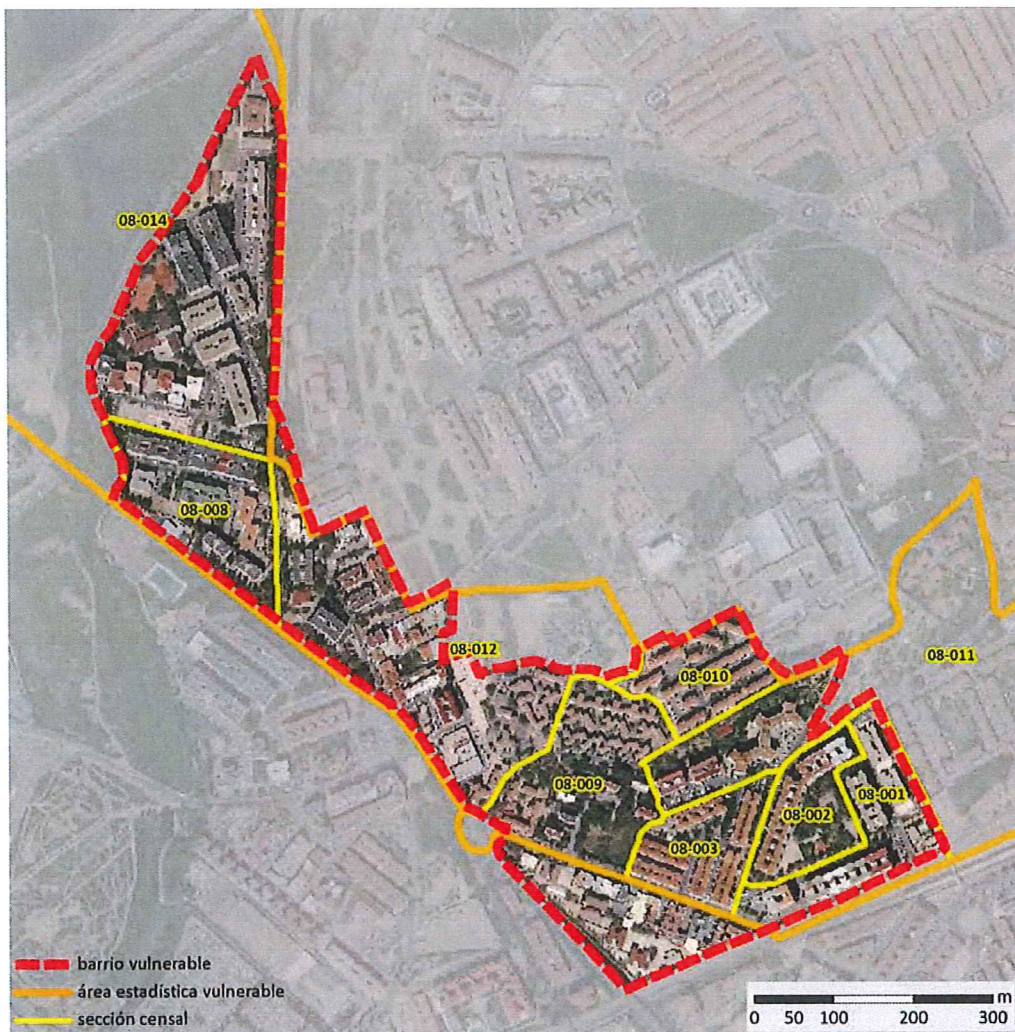 08-014
08-008
08-012
08-010
08-011
08-009
08-001
08-002
08-003
barrio vulnerable
área estadística vulnerable
sección censal
m
0 50 100 200 300